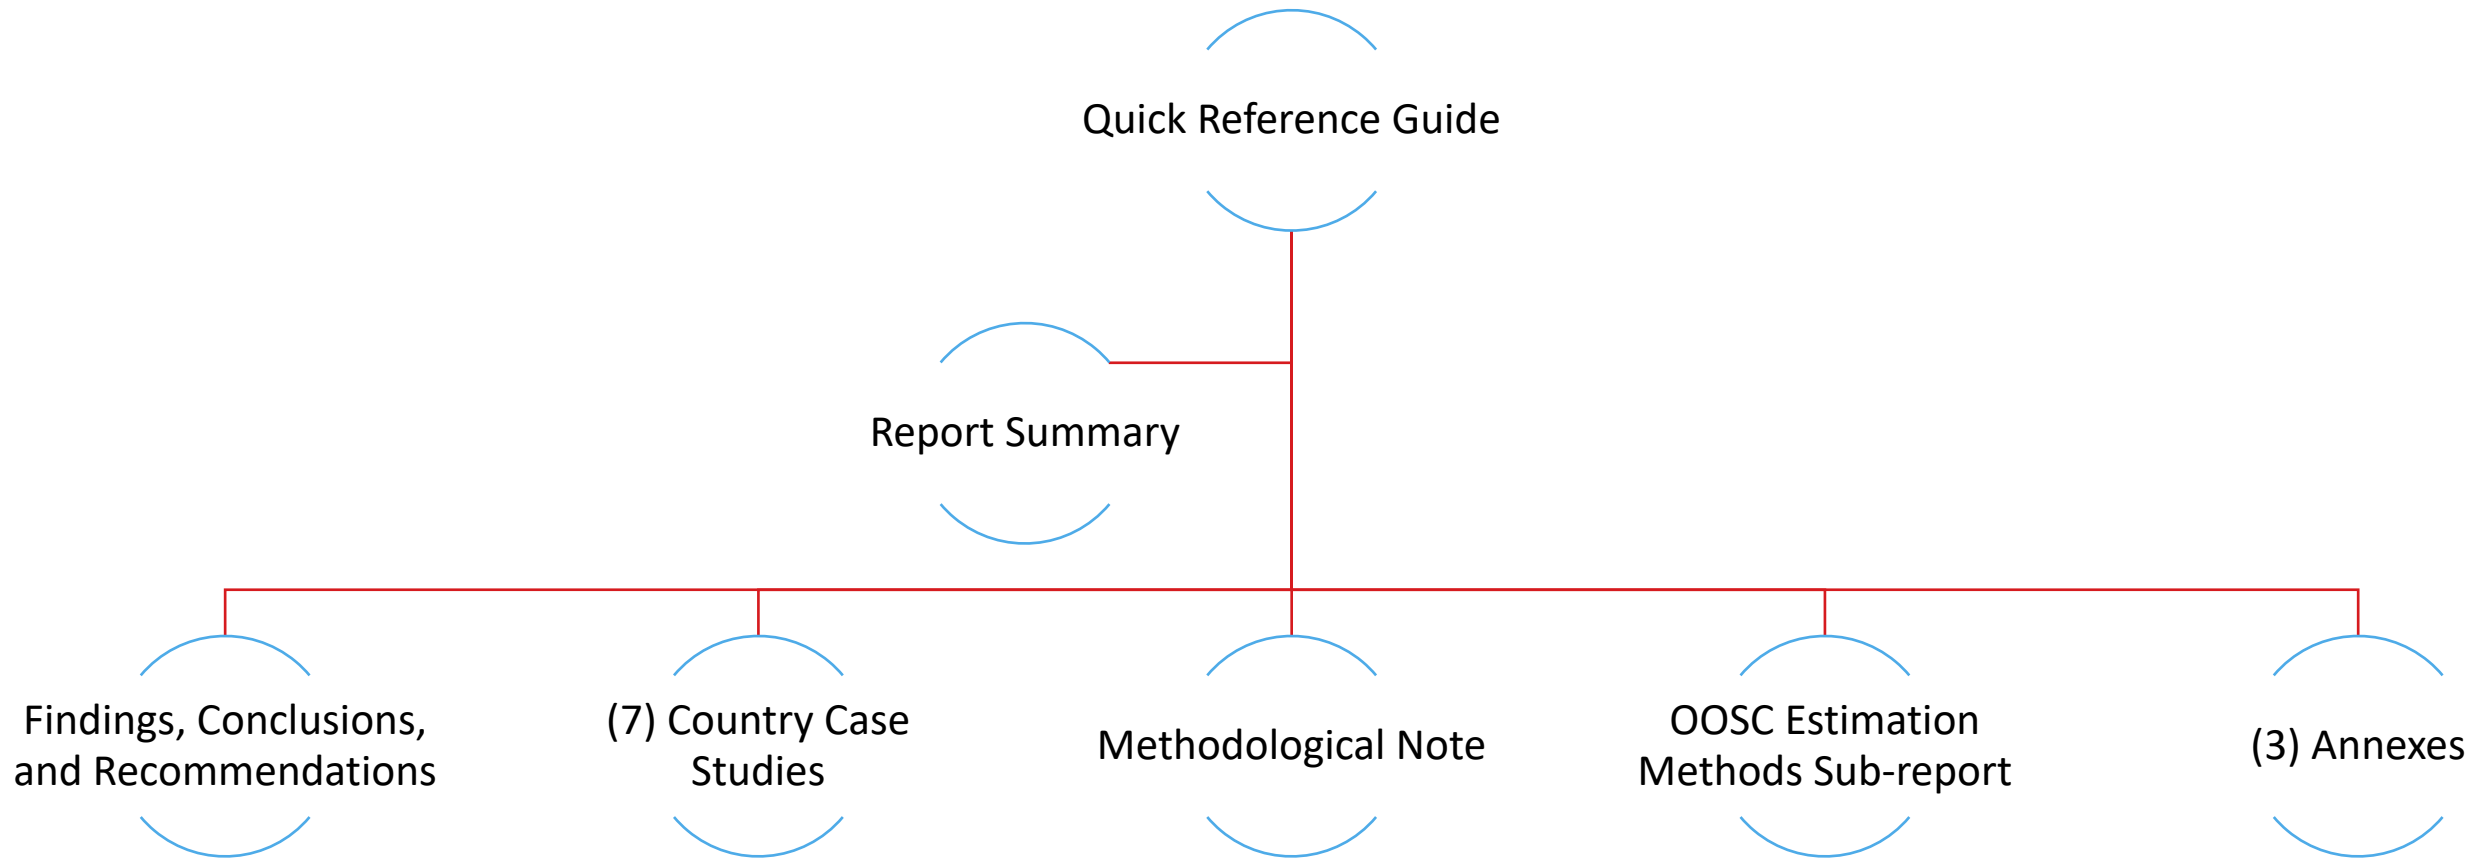 Quick Reference Guide
Report Summary
Findings, Conclusions,
and Recommendations
(7) Country Case
Studies
Methodological Note
OOSC Estimation
Methods Sub-report
(3) Annexes